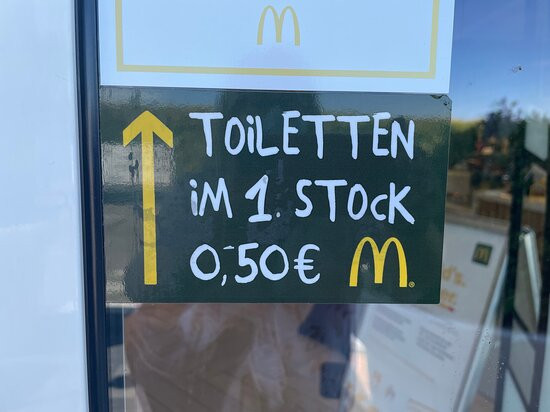 TOiLETTEN
iM 1. STOCK
0,50€